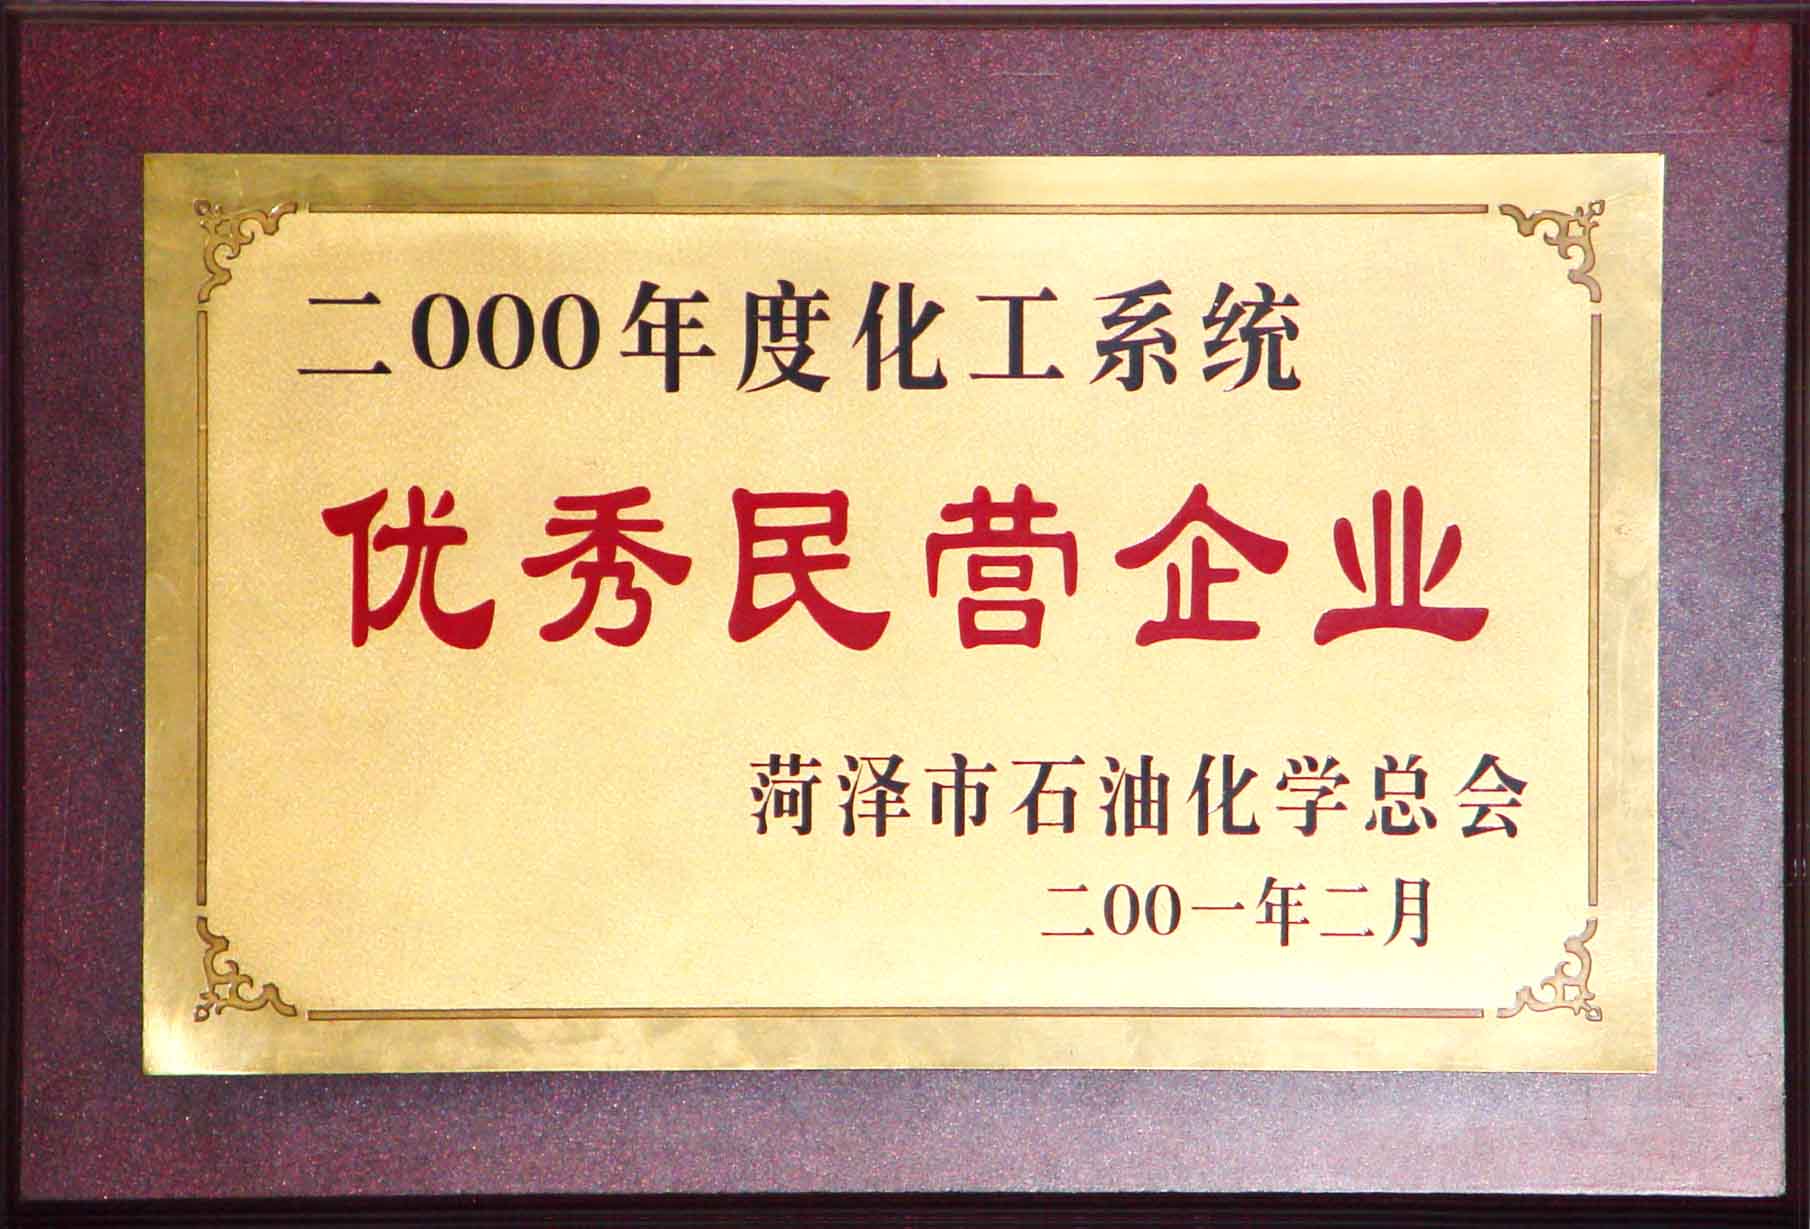 二000年度化工系统
优秀民营企业
菏泽市石油化学总会
二00一年二月